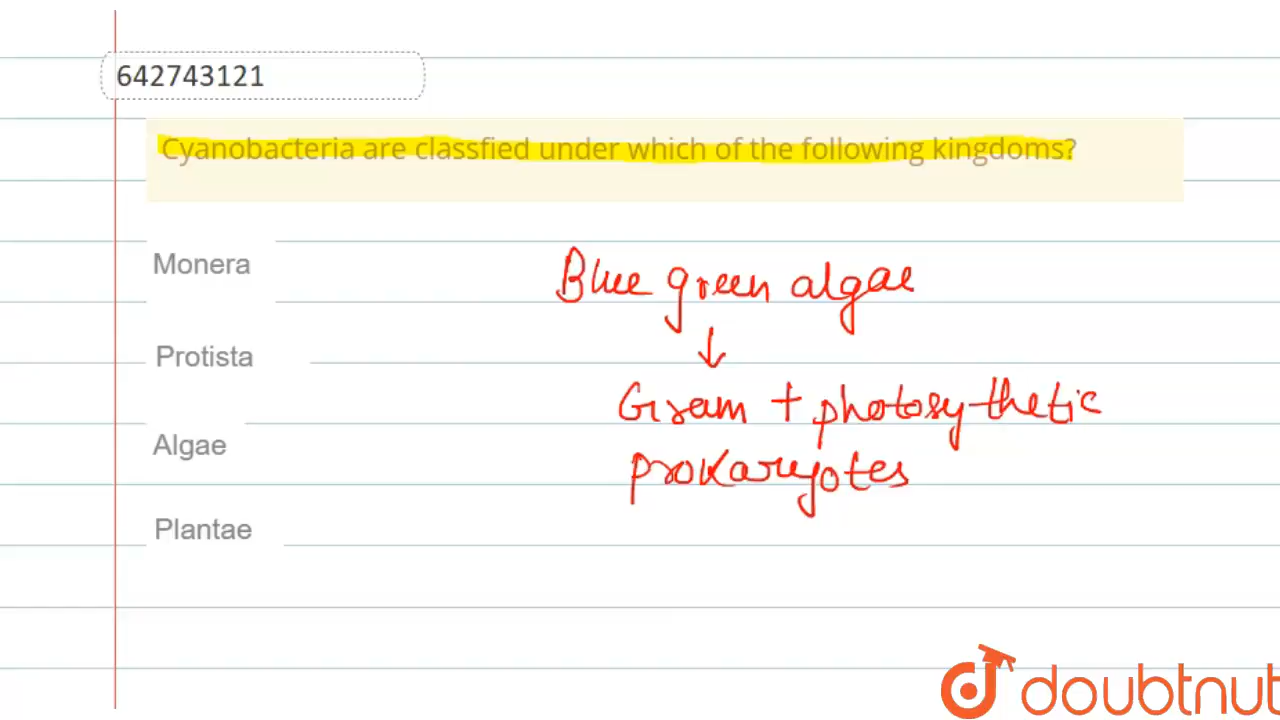 642743121
Cyanobacteria are classfied under which of the following kingdoms?
Monera
Blue green algae
Protista
↓
Gram + photosythetic
prokaryotes
Algae
Plantae
doubtnut